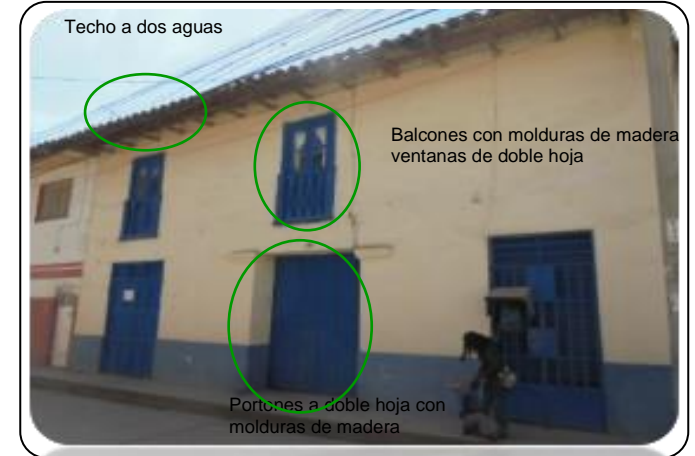 Techo a dos aguas
Balcones con molduras de madera
ventanas de doble hoja
Portones a doble hoja con
molduras de madera